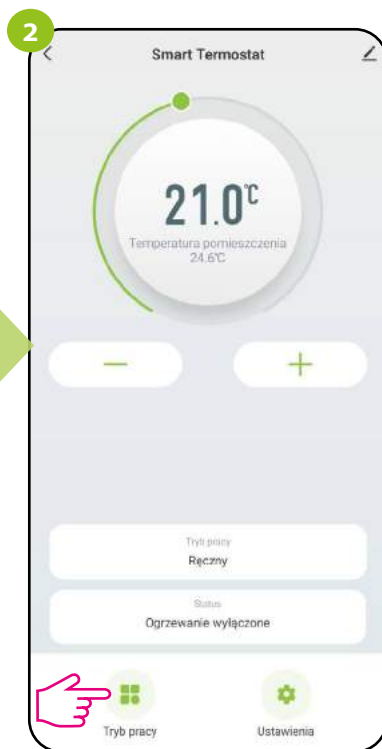 2
Smart Termostat
21.0°C
Temperatura pomieszczenia
24.6°C
Tryb pracy
Ręczny
Status
Ogrzewanie wyłączone
Tryb pracy
Ustawienia